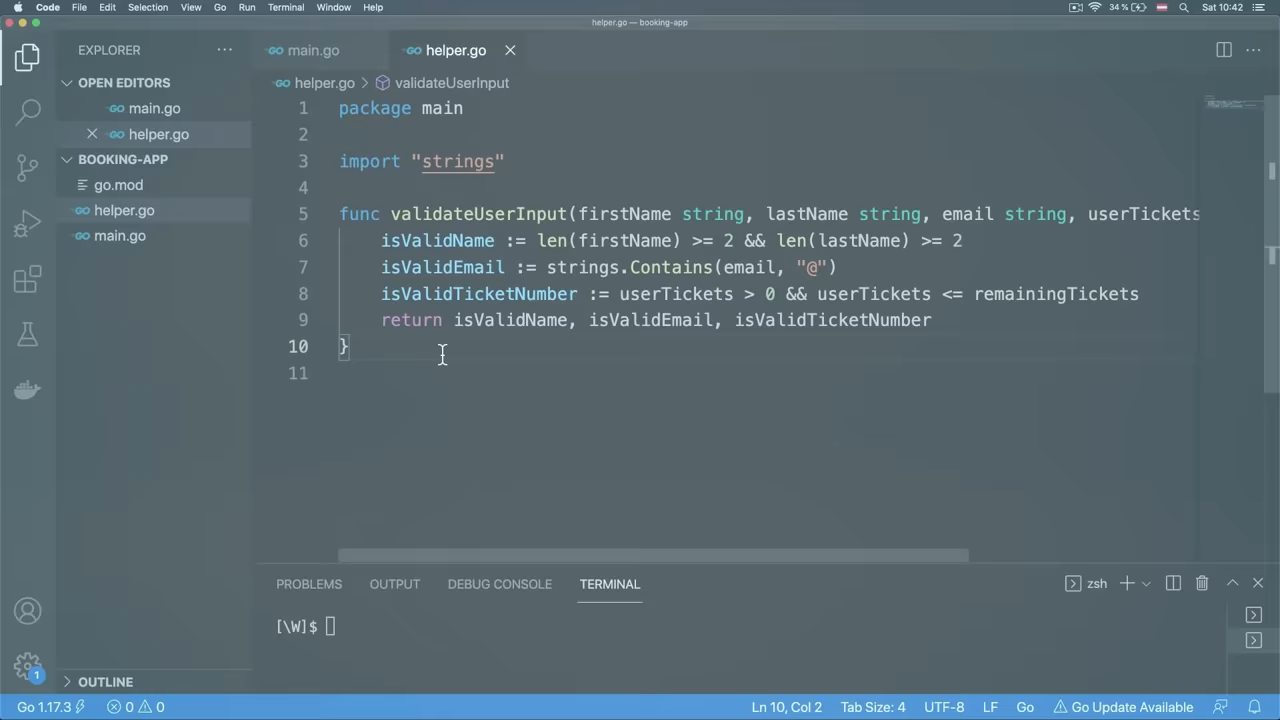 Code File Edit Selection View Go Run Terminal Window Help 34 % Sat 10:42
helper.go — booking-app
EXPLORER
main.go helper.go
OPEN EDITORS
main.go
helper.go
BOOKING-APP
go.mod
helper.go
main.go
OUTLINE
helper.go > validateUserInput
1 package main
2
3 import "strings"
4
5 func validateUserInput(firstName string, lastName string, email string, userTickets
6 isValidName := len(firstName) >= 2 && len(lastName) >= 2
7 isValidEmail := strings.Contains(email, "@")
8 isValidTicketNumber := userTickets > 0 && userTickets <= remainingTickets
9 return isValidName, isValidEmail, isValidTicketNumber
10 }
11
PROBLEMS OUTPUT DEBUG CONSOLE TERMINAL zsh
[\W]$
1
Go 1.17.3 0 0 Ln 10, Col 2 Tab Size: 4 UTF-8 LF Go Go Update Available